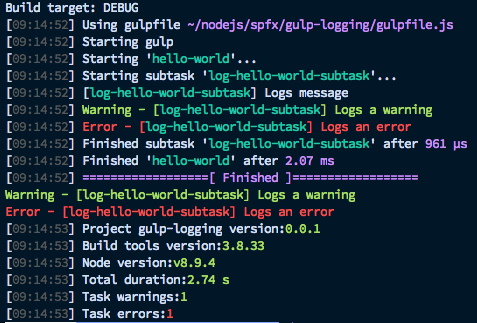 Build target: DEBUG
[09:14:52] Using gulpfile ~/nodejs/spfx/gulp-logging/gulpfile.js
[09:14:52] Starting gulp
[09:14:52] Starting 'hello-world'...
[09:14:52] Starting subtask 'log-hello-world-subtask'...
[09:14:52] [log-hello-world-subtask] Logs message
[09:14:52] Warning - [log-hello-world-subtask] Logs a warning
[09:14:52] Error - [log-hello-world-subtask] Logs an error
[09:14:52] Finished subtask 'log-hello-world-subtask' after 961 μs
[09:14:52] Finished 'hello-world' after 2.07 ms
[09:14:52] ==================[ Finished ]==================
Warning - [log-hello-world-subtask] Logs a warning
Error - [log-hello-world-subtask] Logs an error
[09:14:53] Project gulp-logging version:0.0.1
[09:14:53] Build tools version:3.8.33
[09:14:53] Node version:v8.9.4
[09:14:53] Total duration:2.74 s
[09:14:53] Task warnings:1
[09:14:53] Task errors:1